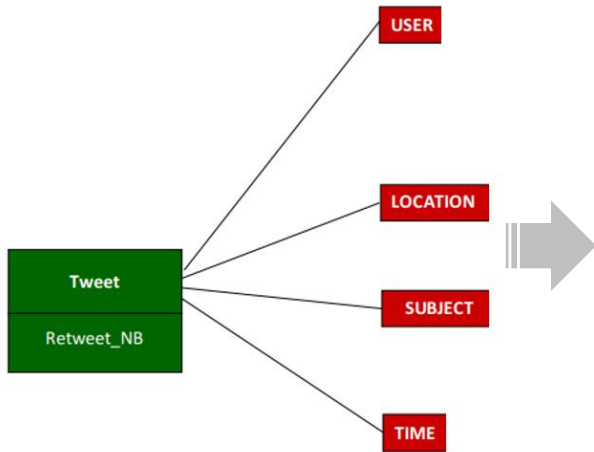 USER
LOCATION
Tweet
Retweet_NB
SUBJECT
TIME